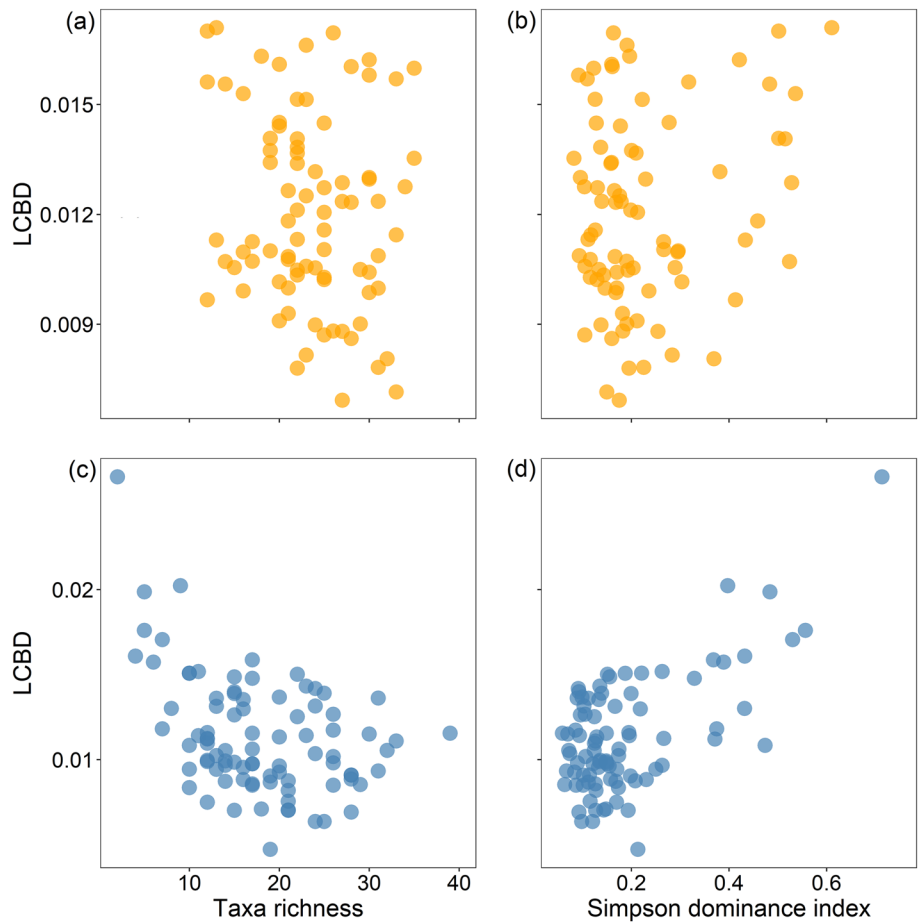 (a)
(b)
LCBD
0.015
0.012
0.009
(c)
(d)
LCBD
0.02
0.01
10 20 30 40
0.2 0.4 0.6
Taxa richness
Simpson dominance index